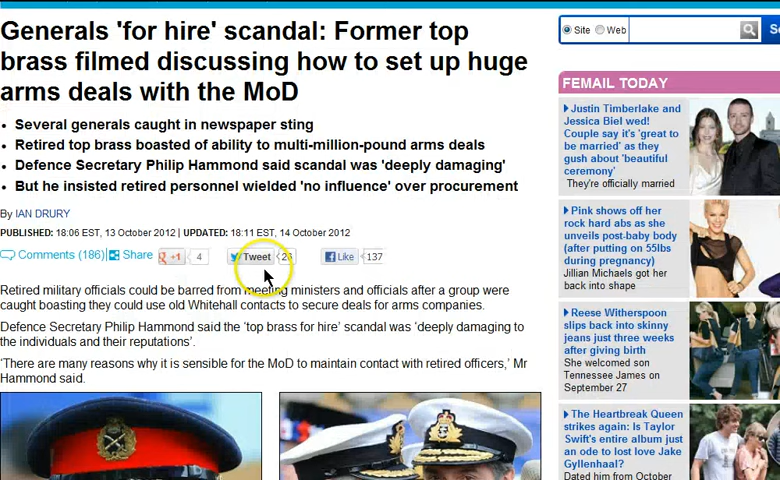 Generals 'for hire' scandal: Former top
brass filmed discussing how to set up huge
arms deals with the MoD
Several generals caught in newspaper sting
Retired top brass boasted of ability to multi-million-pound arms deals
Defence Secretary Philip Hammond said scandal was 'deeply damaging'
But he insisted retired personnel wielded 'no influence' over procurement
By IAN DRURY
PUBLISHED: 18:06 EST, 13 October 2012 | UPDATED: 18:11 EST, 14 October 2012
Comments (186) Share +1 4 Tweet Like 137
Retired military officials could be barred from meeting ministers and officials after a group were
caught boasting they could use old Whitehall contacts to secure deals for arms companies.
Defence Secretary Philip Hammond said the 'top brass for hire' scandal was 'deeply damaging to
the individuals and their reputations'.
'There are many reasons why it is sensible for the MoD to maintain contact with retired officers,' Mr
Hammond said.
Site Web
FEMAIL TODAY
Justin Timberlake and
Jessica Biel wed!
Couple say it's 'great to
be married' as they
gush about 'beautiful
ceremony'
They're officially married
Pink shows off her
rock hard abs as she
unveils post-baby body
(after putting on 55lbs
during pregnancy)
Jillian Michaels got her
back into shape
Reese Witherspoon
slips back into skinny
jeans just three weeks
after giving birth
She welcomed son
Tennessee James on
September 27
The Heartbreak Queen
strikes again: Is Taylor
Swift's entire album just
an ode to lost love Jake
Gyllenhaal?
Dated him from October